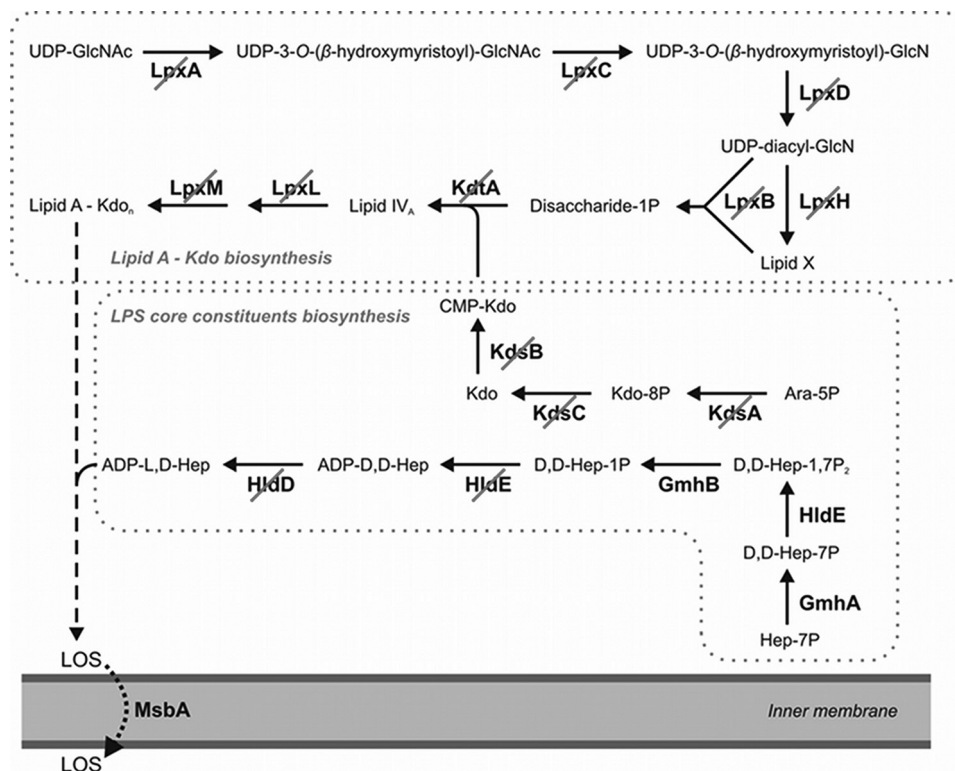 UDP-GlcNAc UDP-3-O-(β-hydroxymyristoyl)-GlcNAc UDP-3-O-(β-hydroxymyristoyl)-GlcN
LpxA LpxC
LpxD
UDP-diacyl-GlcN
LpxM LpxL KdtA LpxB LpxH
Lipid A - Kdoₙ Lipid IVA Disaccharide-1P
Lipid A - Kdo biosynthesis Lipid X
CMP-Kdo
LPS core constituents biosynthesis
KdsB
Kdo Kdo-8P Ara-5P
KdsC KdsA
ADP-L,D-Hep ADP-D,D-Hep D,D-Hep-1P D,D-Hep-1,7P₂
HldD HldE GmhB
HldE
D,D-Hep-7P
GmhA
Hep-7P
LOS
MsbA Inner membrane
LOS